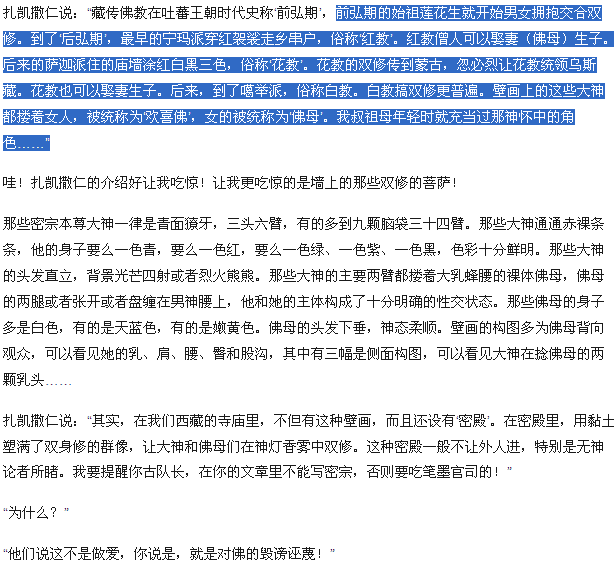 扎凯撒仁说：“藏传佛教在吐蕃王朝时代史称‘前弘期’，前弘期的始祖莲花生就开始男女拥抱交合双
修。到了‘后弘期’，最早的宁玛派穿红袈裟走乡串户，俗称‘红教’。红教僧人可以娶妻（佛母）生子。
后来的萨迦派住的庙墙涂红白黑三色，俗称‘花教’。花教的双修传到蒙古，忽必烈让花教统领乌斯
藏。花教也可以娶妻生子。后来，到了噶举派，俗称白教。白教搞双修更普遍。壁画上的这些大神
都搂着女人，被统称为‘欢喜佛’，女的被统称为‘佛母’。我叔祖母年轻时就充当过那神怀中的角
色……”
哇！扎凯撒仁的介绍好让我吃惊！让我更吃惊的是墙上的那些双修的菩萨！
那些密宗本尊大神一律是青面獠牙，三头六臂，有的多到九颗脑袋三十四臂。那些大神通通赤裸条
条，他的身子要么一色青，要么一色红，要么一色绿、一色紫、一色黑，色彩十分鲜明。那些大神
的头发直立，背景光芒四射或者烈火熊熊。那些大神的主要两臂都搂着大乳蜂腰的裸体佛母，佛母
的两腿或者张开或者盘缠在男神腰上，他和她的主体构成了十分明确的性交状态。那些佛母的身子
多是白色，有的是天蓝色，有的是嫩黄色。佛母的头发下垂，神态柔顺。壁画的构图多为佛母背向
观众，可以看见她的乳、肩、腰、臀和股沟，其中有三幅是侧面构图，可以看见大神在捻佛母的两
颗乳头……
扎凯撒仁说：“其实，在我们西藏的寺庙里，不但有这种壁画，而且还设有‘密殿’。在密殿里，用黏土
塑满了双身修的群像，让大神和佛母们在神灯香雾中双修。这种密殿一般不让外人进，特别是无神
论者所睹。我要提醒你古队长，在你的文章里不能写密宗，否则要吃笔墨官司的！”
“为什么？”
“他们说这不是做爱，你说是，就是对佛的毁谤诬蔑！”